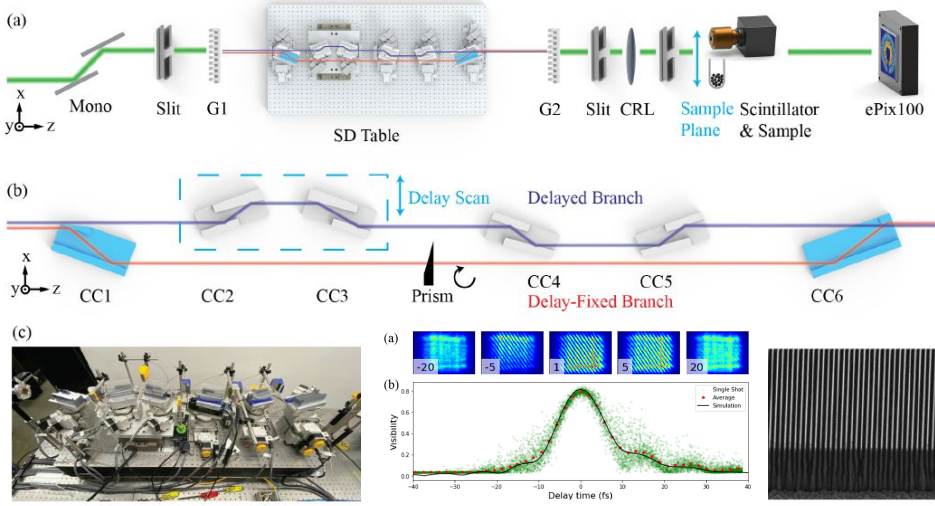 (a)
Mono
Slit
G1
SD Table
G2
Slit
CRL
Sample
Plane
Scintillator
& Sample
ePix100
x
y
z
(b)
Delay Scan
Delayed Branch
x
y
z
CC1
CC2
CC3
Prism
CC4
CC5
CC6
Delay-Fixed Branch
(c)
(a)
-20
-5
1
5
20
(b)
Single Shot
Average
Simulation
Visibility
0.8
0.6
0.4
0.2
0.0
-40 -30 -20 -10 0 10 20 30 40
Delay time (fs)